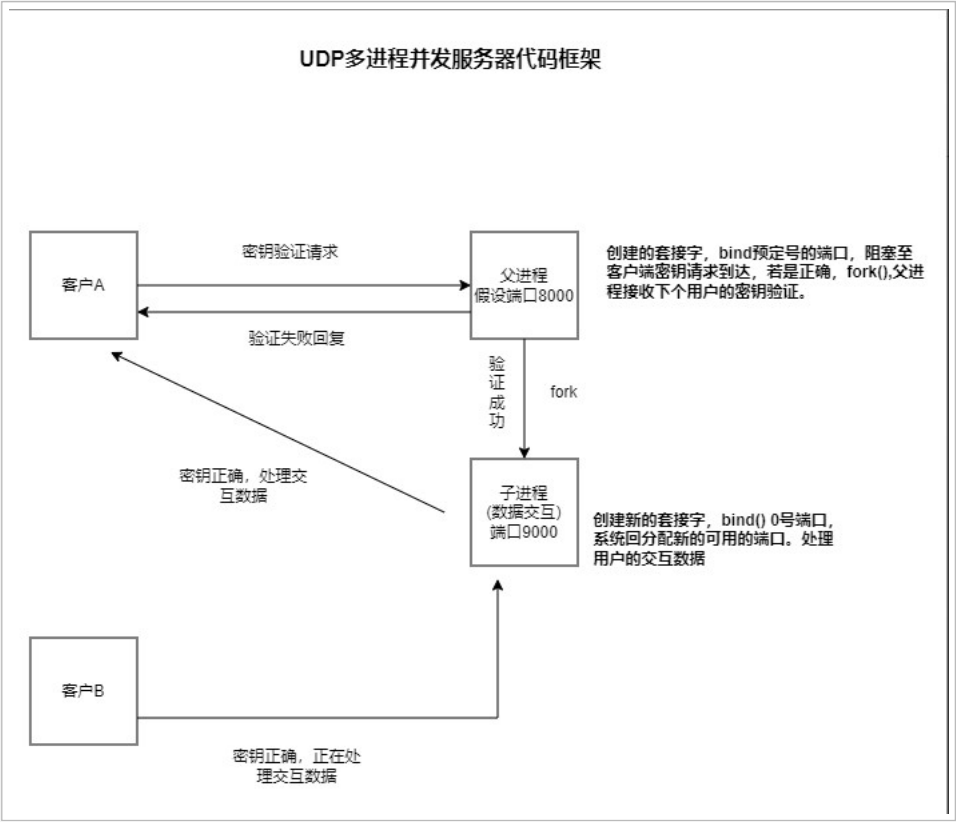 UDP多进程并发服务器代码框架
密钥验证请求
客户A
父进程
假设端口8000
创建的套接字，bind预定号的端口，阻塞至
客户端密钥请求到达，若是正确，fork(),父进
程接收下个用户的密钥验证。
验证失败回复
验
证
成
功
fork
密钥正确，处理交
互数据
子进程
(数据交互)
端口9000
创建新的套接字，bind() 0号端口，
系统回分配新的可用的端口。处理
用户的交互数据
客户B
密钥正确，正在处
理交互数据